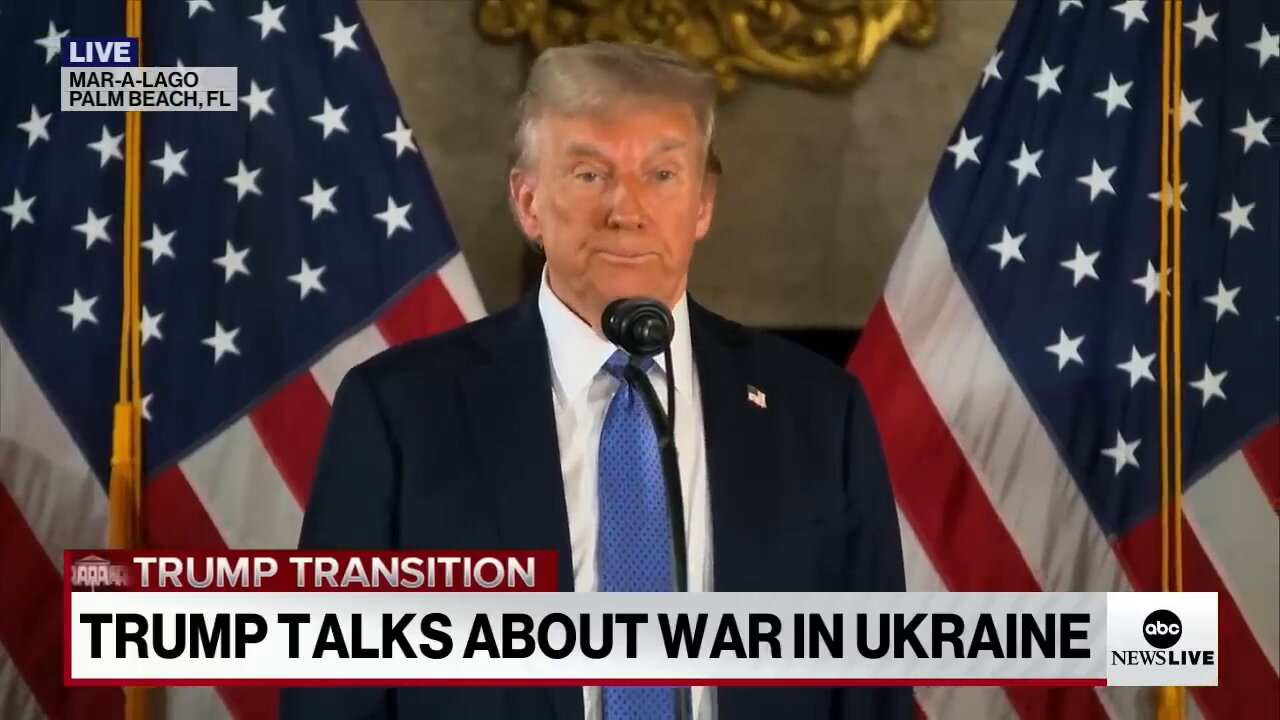 LIVE
MAR-A-LAGO
PALM BEACH, FL
TRUMP TRANSITION
TRUMP TALKS ABOUT WAR IN UKRAINE
abc
NEWS LIVE